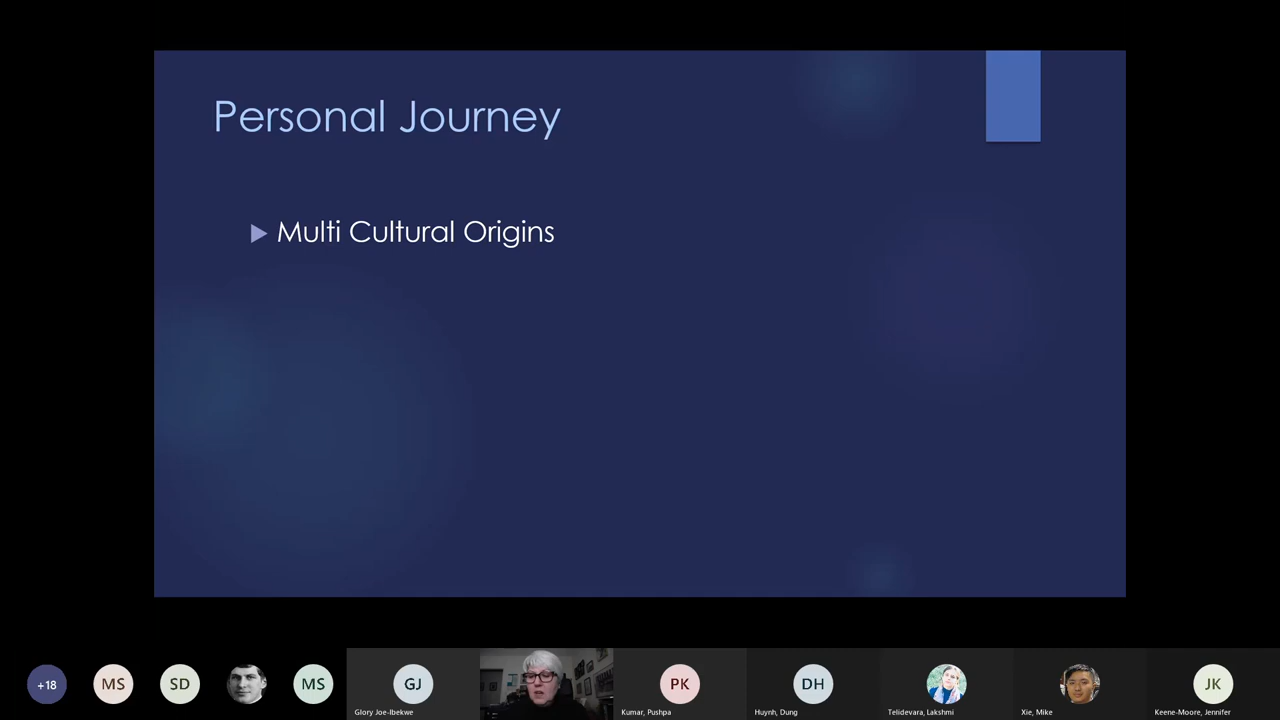 Personal Journey
Multi Cultural Origins
+18
MS
SD
MS
GJ
PK
DH
JK
Glory Joe-Ibekwe
Kumar, Pushpa
Huynh, Dung
Telidevara, Lakshmi
Xie, Mike
Keene-Moore, Jennifer